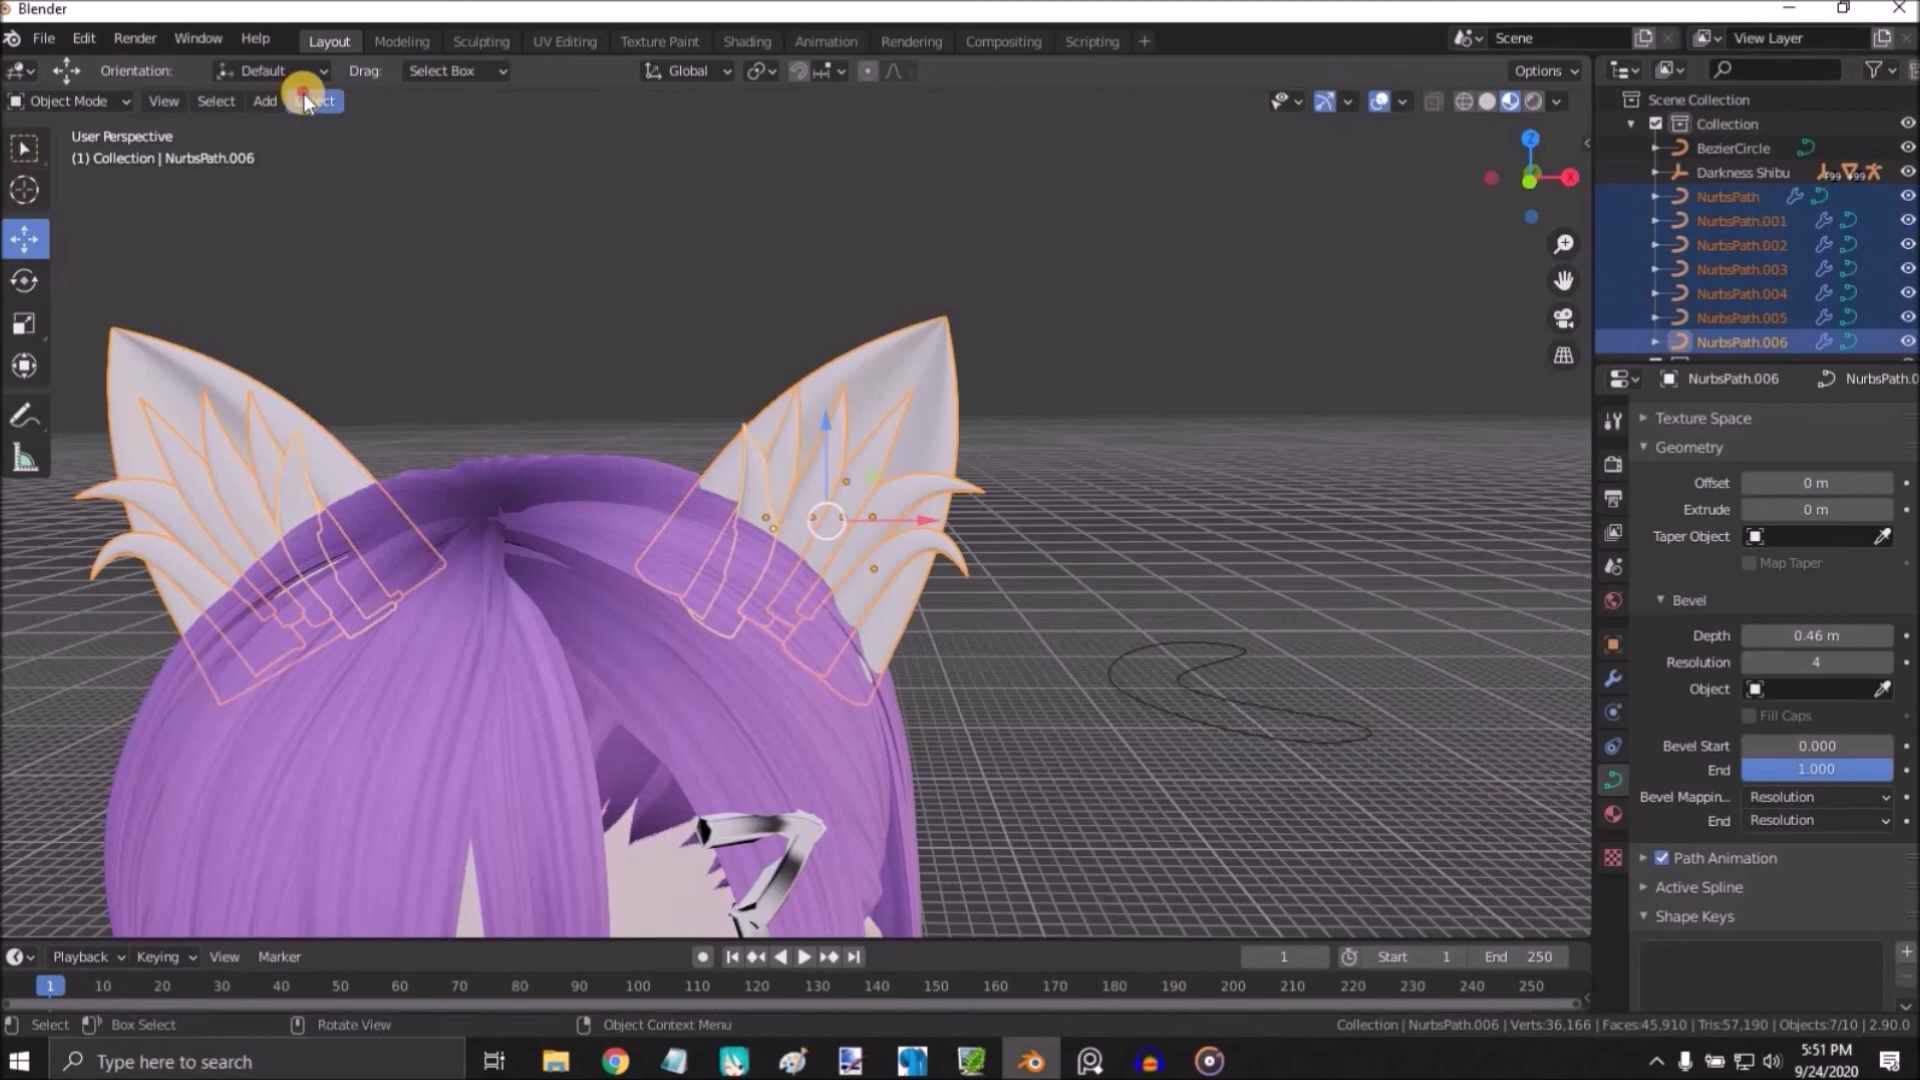 Blender
File Edit Render Window Help Layout Modeling Sculpting UV Editing Texture Paint Shading Animation Rendering Compositing Scripting + Scene View Layer
Orientation: Default Drag: Select Box Global Options
Object Mode View Select Add
User Perspective
(1) Collection | NurbsPath.006
Z
X
Scene Collection
Collection
BezierCircle
Darkness Shibu +99 +99
NurbsPath
NurbsPath.001
NurbsPath.002
NurbsPath.003
NurbsPath.004
NurbsPath.005
NurbsPath.006
NurbsPath.006 NurbsPath.0
Texture Space
Geometry
Offset 0 m
Extrude 0 m
Taper Object
Map Taper
Bevel
Depth 0.46 m
Resolution 4
Object
Fill Caps
Bevel Start 0.000
End 1.000
Bevel Mappin... Resolution
End Resolution
Path Animation
Active Spline
Shape Keys
Playback Keying View Marker 1 Start 1 End 250
1 10 20 30 40 50 60 70 80 90 100 110 120 130 140 150 160 170 180 190 200 210 220 230 240 250
Select Box Select Rotate View Object Context Menu Collection | NurbsPath.006 | Verts:36,166 | Faces:45,910 | Tris:57,190 | Objects:7/10 | 2.90.0
Type here to search
5:51 PM
9/24/2020